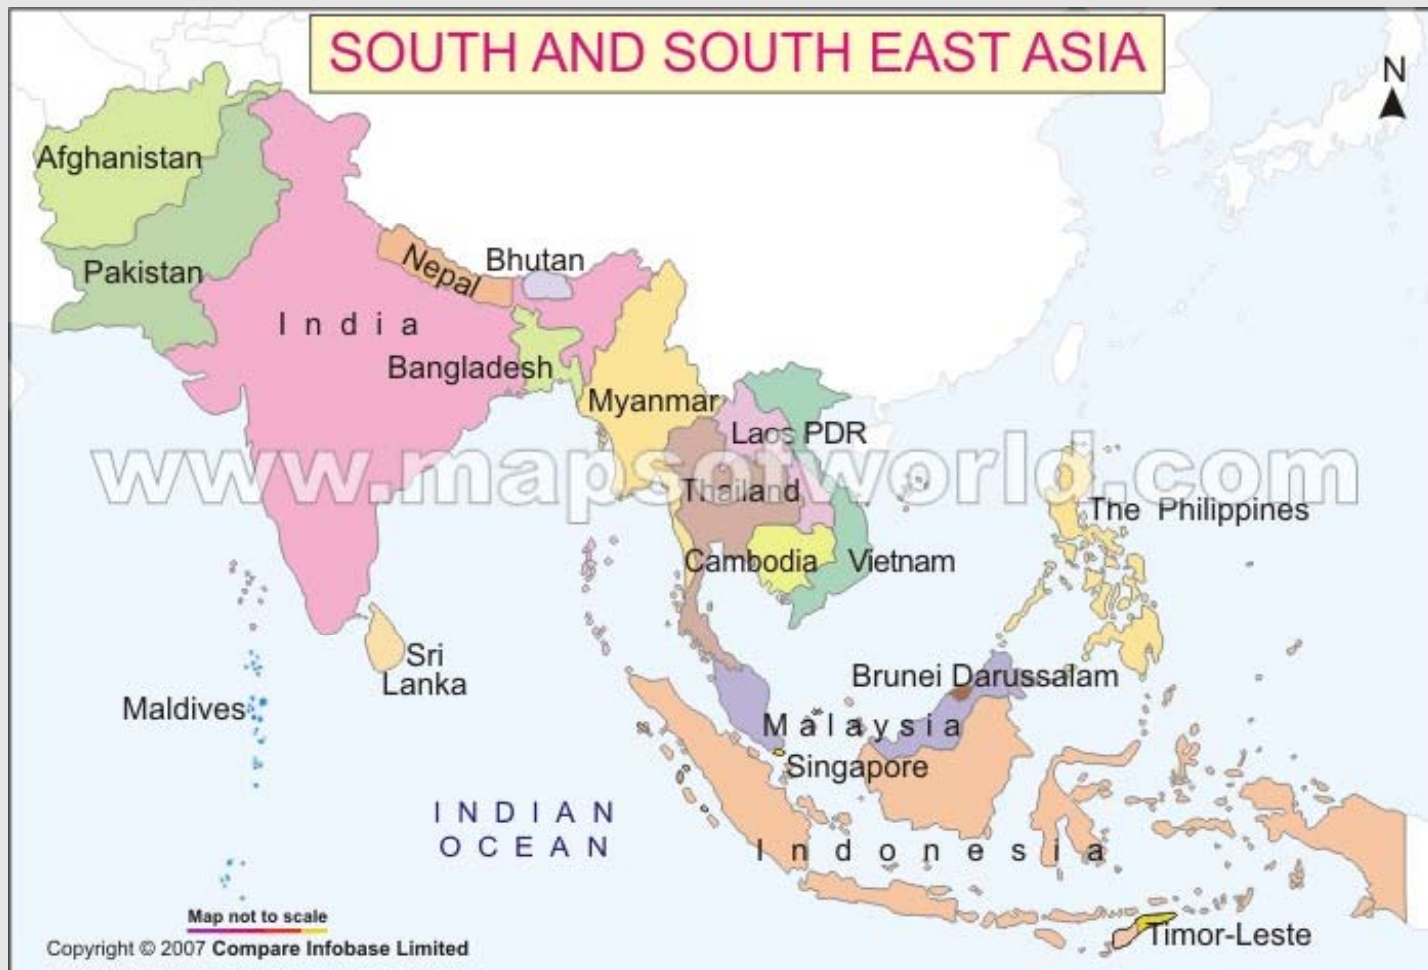 SOUTH AND SOUTH EAST ASIA
N
Afghanistan
Pakistan
Nepal
Bhutan
India
Bangladesh
Myanmar
Laos PDR
www.mapsofworld.com
Thailand
The Philippines
Cambodia
Vietnam
Sri
Lanka
Maldives
Brunei Darussalam
Malaysia
Singapore
INDIAN
OCEAN
Indonesia
Timor-Leste
Map not to scale
Copyright © 2007 Compare Infobase Limited